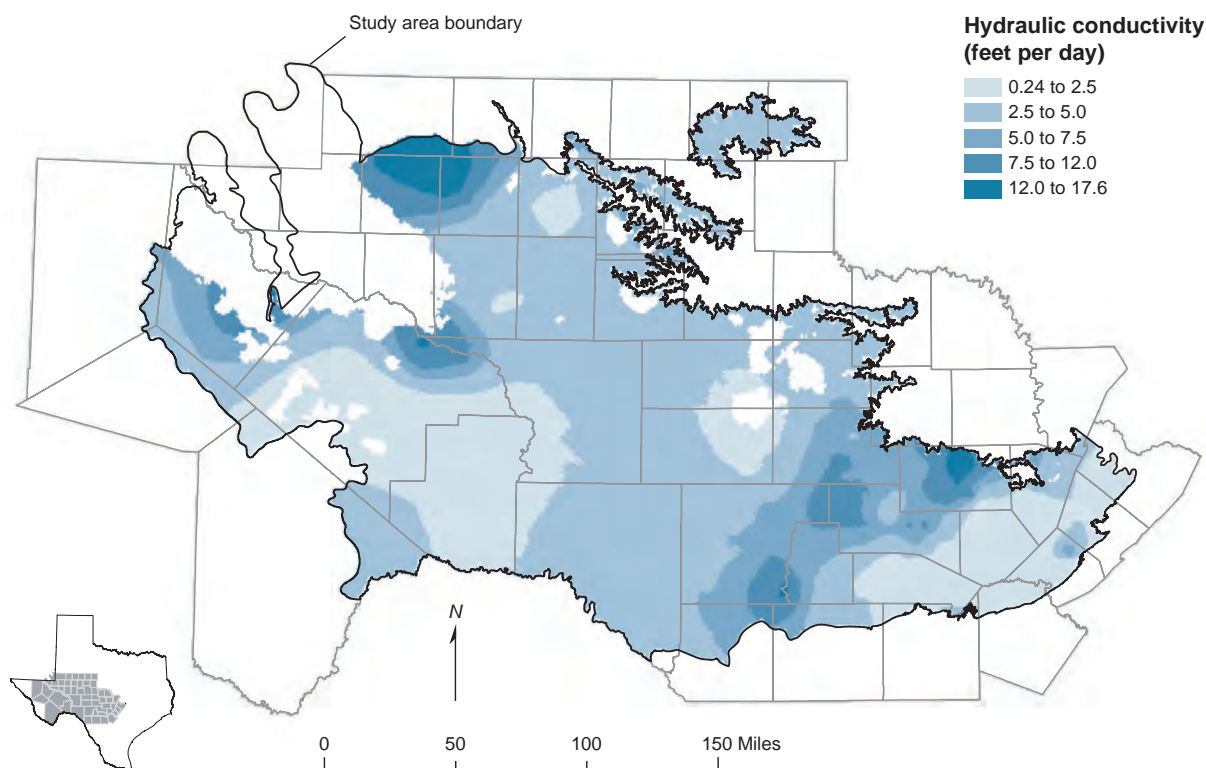 Study area boundary
Hydraulic conductivity
(feet per day)
0.24 to 2.5
2.5 to 5.0
5.0 to 7.5
7.5 to 12.0
12.0 to 17.6
N
0 50 100 150 Miles